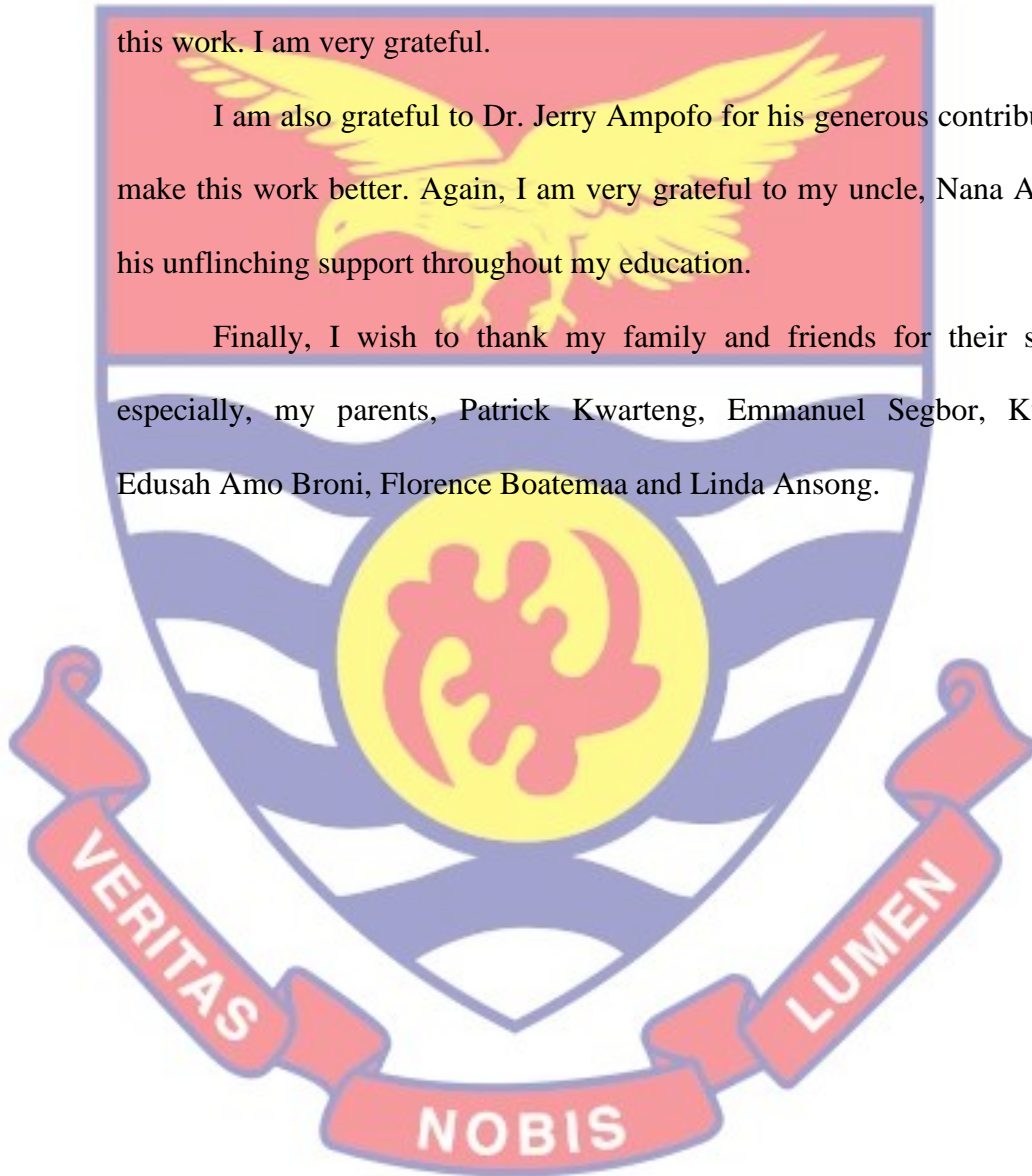 this work. I am very grateful.
I am also grateful to Dr. Jerry Ampofo for his generous
make this work better. Again, I am very grateful to my uncle, Nana
his unflinching support throughout my education.
Finally, I wish to thank my family and friends for their
especially, my parents, Patrick Kwarteng, Emmanuel Segbor,
Edusah Amo Broni, Florence Boatemaa and Linda Ansong.
VERITAS
NOBIS
LUMEN